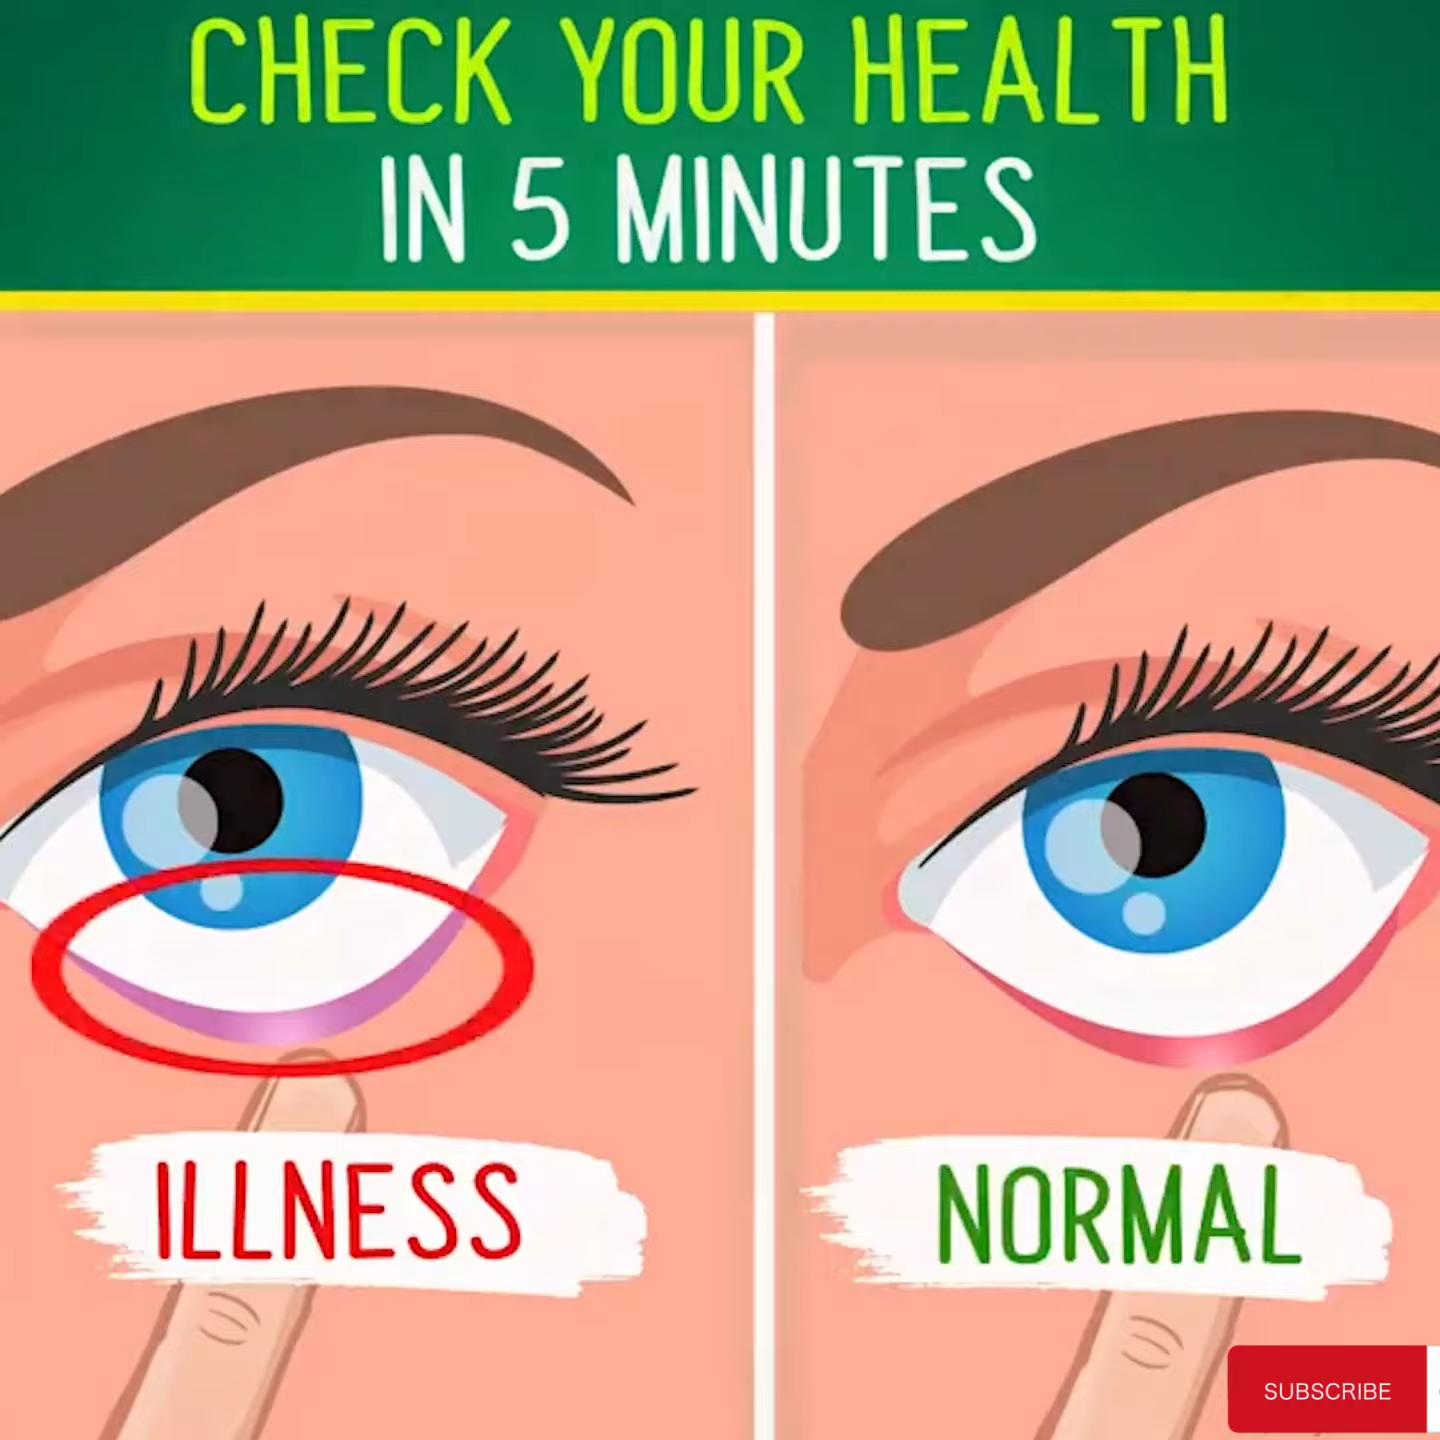 CHECK YOUR HEALTH
IN 5 MINUTES
ILLNESS
NORMAL
SUBSCRIBE